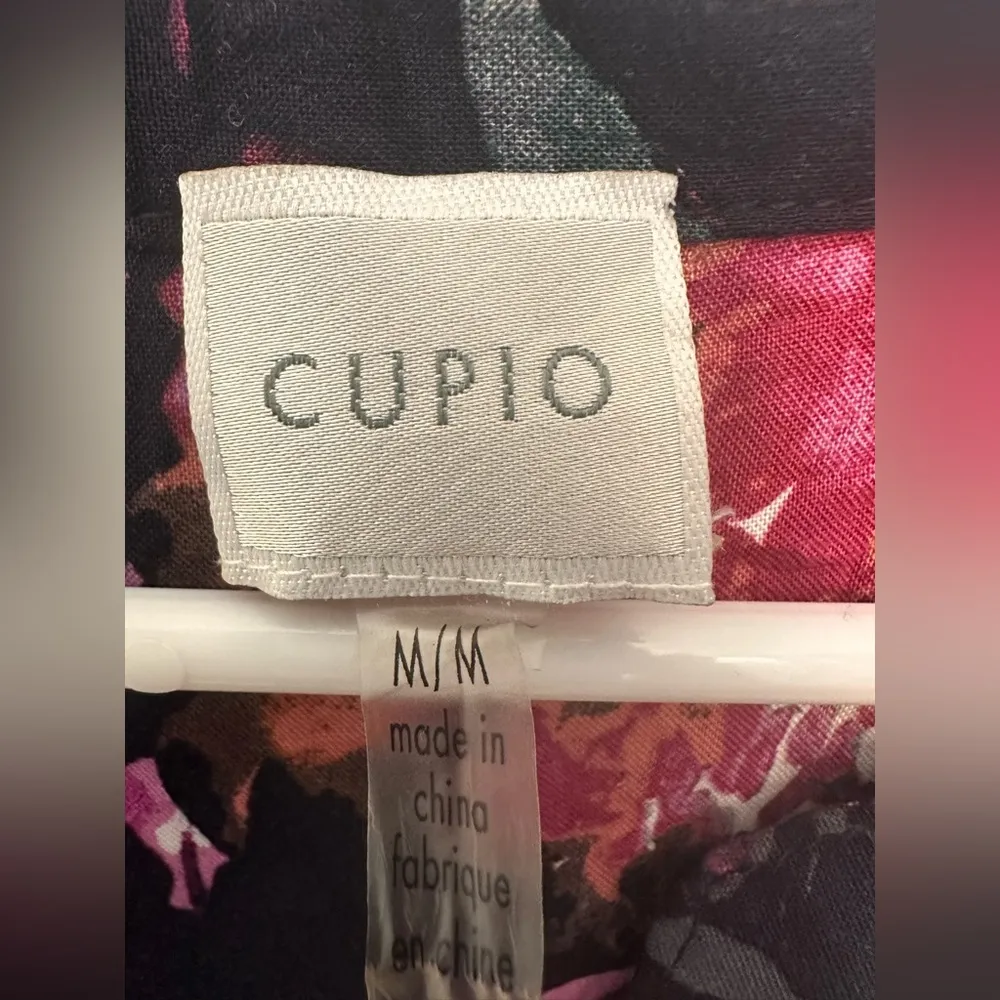 CUPIO
M/M
made in
china
fabrique
en chine